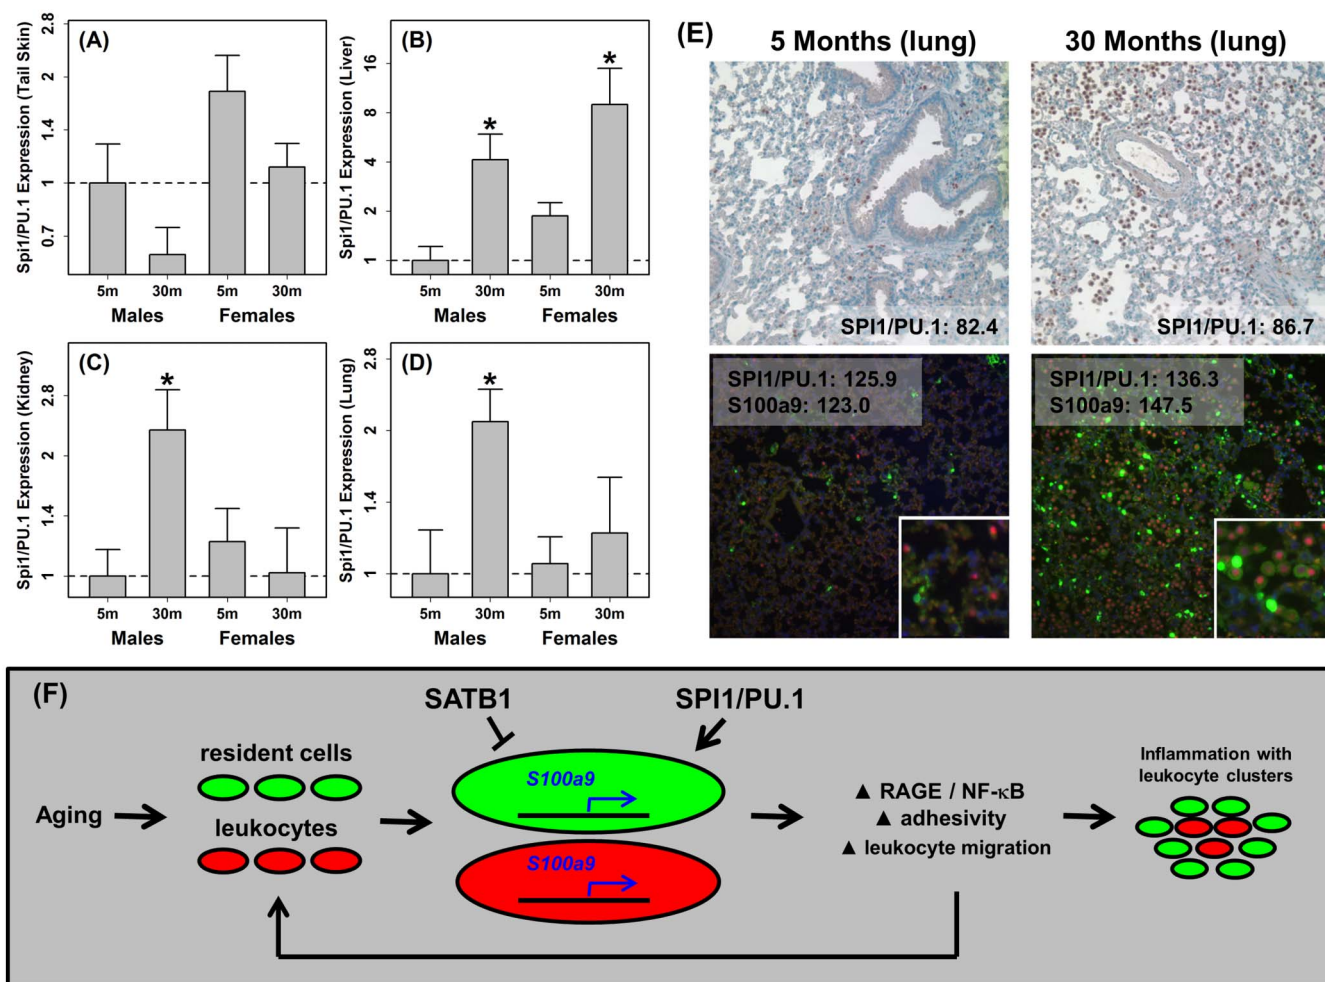 (A)
Spi1/PU.1 Expression (Tail Skin)
2.8
2
1.4
1
0.7
5m 30m 5m 30m
Males Females
(B)
Spi1/PU.1 Expression (Liver)
16
8
4
2
1
* *
5m 30m 5m 30m
Males Females
(C)
Spi1/PU.1 Expression (Kidney)
2.8
2
1.4
1
*
5m 30m 5m 30m
Males Females
(D)
Spi1/PU.1 Expression (Lung)
2.8
2
1.4
1
*
5m 30m 5m 30m
Males Females
(E)
5 Months (lung) 30 Months (lung)
SPI1/PU.1: 82.4
SPI1/PU.1: 86.7
SPI1/PU.1: 125.9
S100a9: 123.0
SPI1/PU.1: 136.3
S100a9: 147.5
(F)
Aging
resident cells
leukocytes
SATB1
SPI1/PU.1
S100a9
S100a9
▲ RAGE / NF-κB
▲ adhesivity
▲ leukocyte migration
Inflammation with
leukocyte clusters